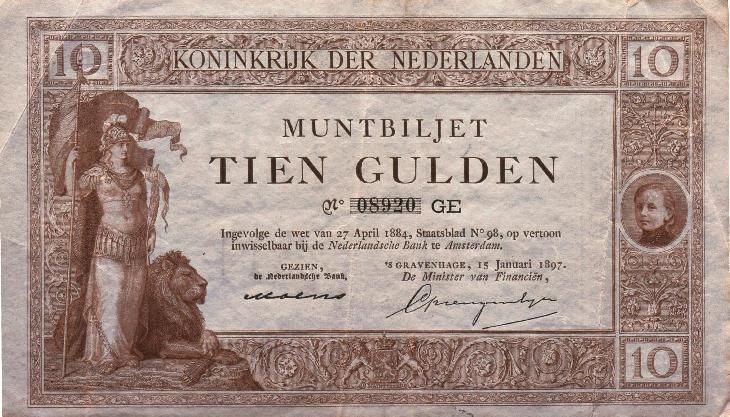 10 KONINKRIJK DER NEDERLANDEN 10
MUNTBILJET
TIEN GULDEN
No 08920 GE
Ingevolge de wet van 27 April 1884, Staatsblad No 98, op vertoon
inwisselbaar bij de Nederlandsche Bank te Amsterdam.
GEZIEN,
de Nederlandsche Bank,
'S GRAVENHAGE, 15 Januari 1897.
De Minister van Financiën,
10